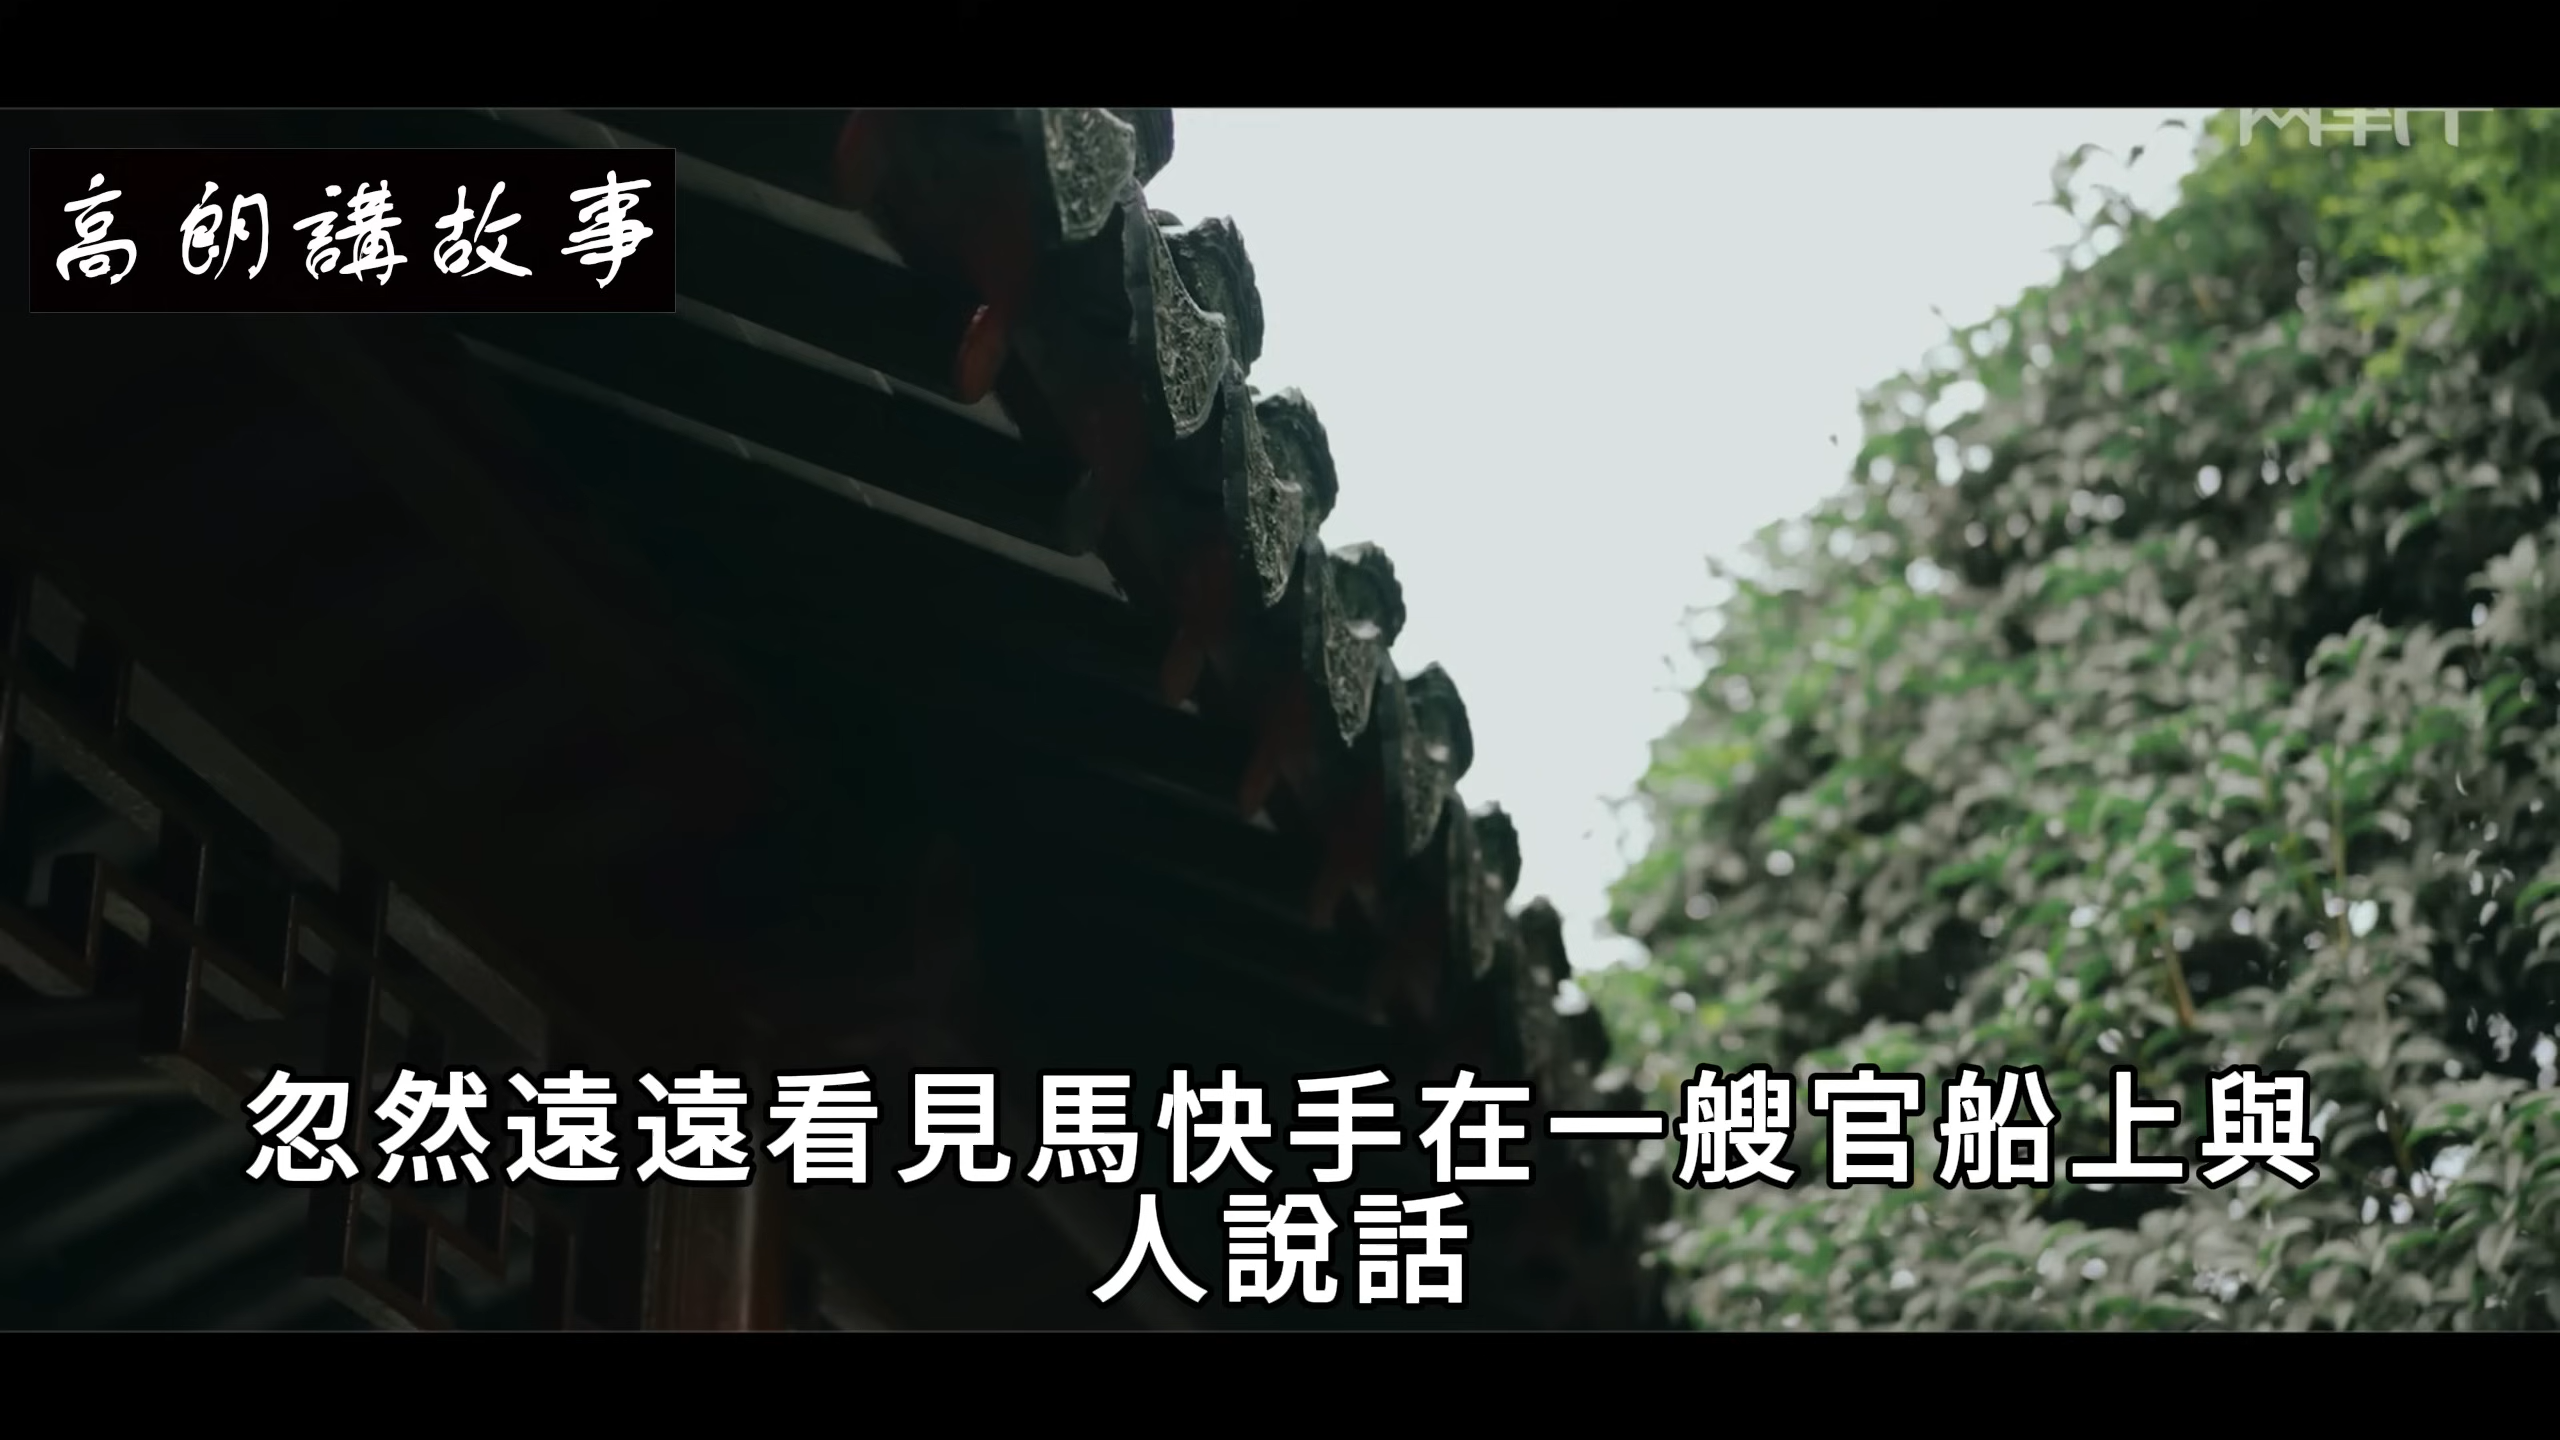 高朗講故事
忽然遠遠看見馬快手在一艘官船上與
人說話